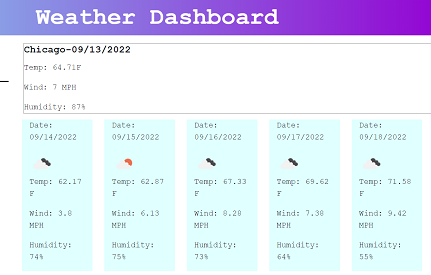 Weather Dashboard
Chicago-09/13/2022
Temp: 64.71F
Wind: 7 MPH
Humidity: 87%
Date:
09/14/2022
Temp: 62.17
F
Wind: 3.8
MPH
Humidity:
74%
Date:
09/15/2022
Temp: 62.87
F
Wind: 6.13
MPH
Humidity:
75%
Date:
09/16/2022
Temp: 67.33
F
Wind: 8.28
MPH
Humidity:
73%
Date:
09/17/2022
Temp: 69.62
F
Wind: 7.38
MPH
Humidity:
64%
Date:
09/18/2022
Temp: 71.58
F
Wind: 9.42
MPH
Humidity:
55%